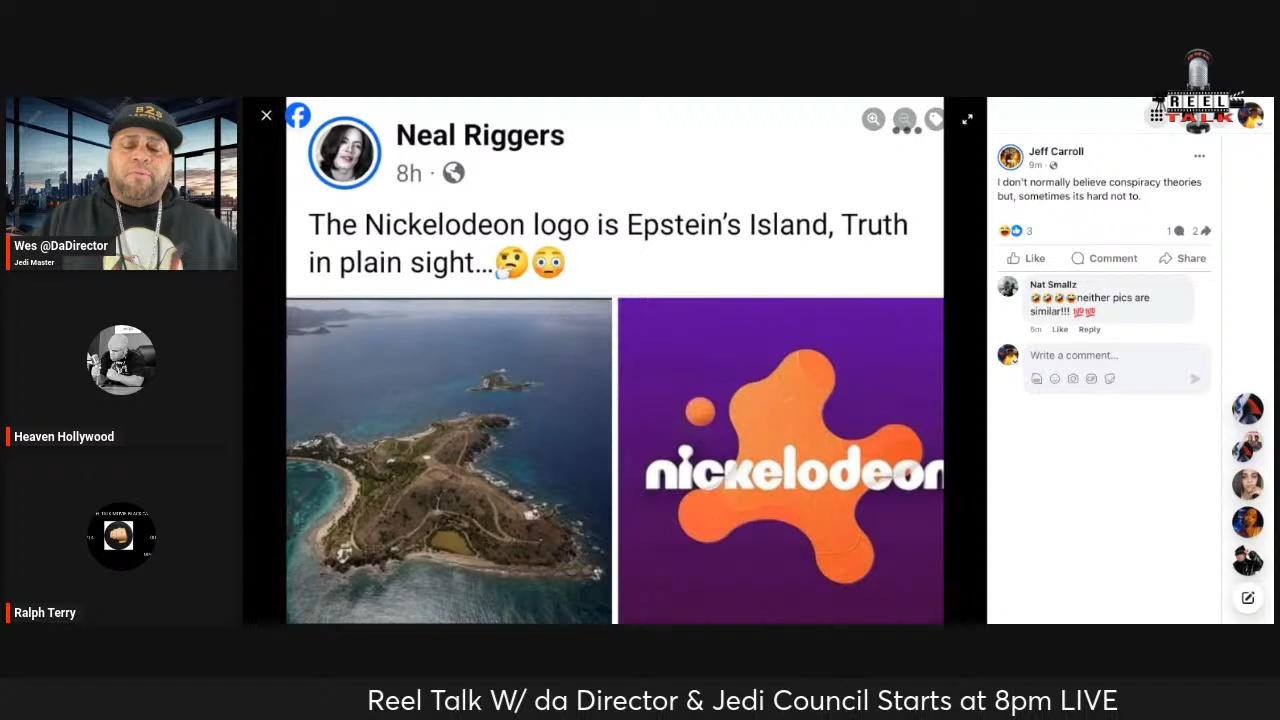 REEL
TALK
B2S
Wes @DaDirector
Jedi Master
Heaven Hollywood
Ralph Terry
Neal Riggers
8h ·
The Nickelodeon logo is Epstein's Island, Truth
in plain sight...🤔😳
nickelodeon
Jeff Carroll
9m ·
I don't normally believe conspiracy theories
but, sometimes its hard not to.
3
1
2
Like
Comment
Share
Nat Smallz
🤣🤣🤣😂neither pics are
similar!!! 💯💯
6m Like Reply
Write a comment...
Reel Talk W/ da Director & Jedi Council Starts at 8pm LIVE